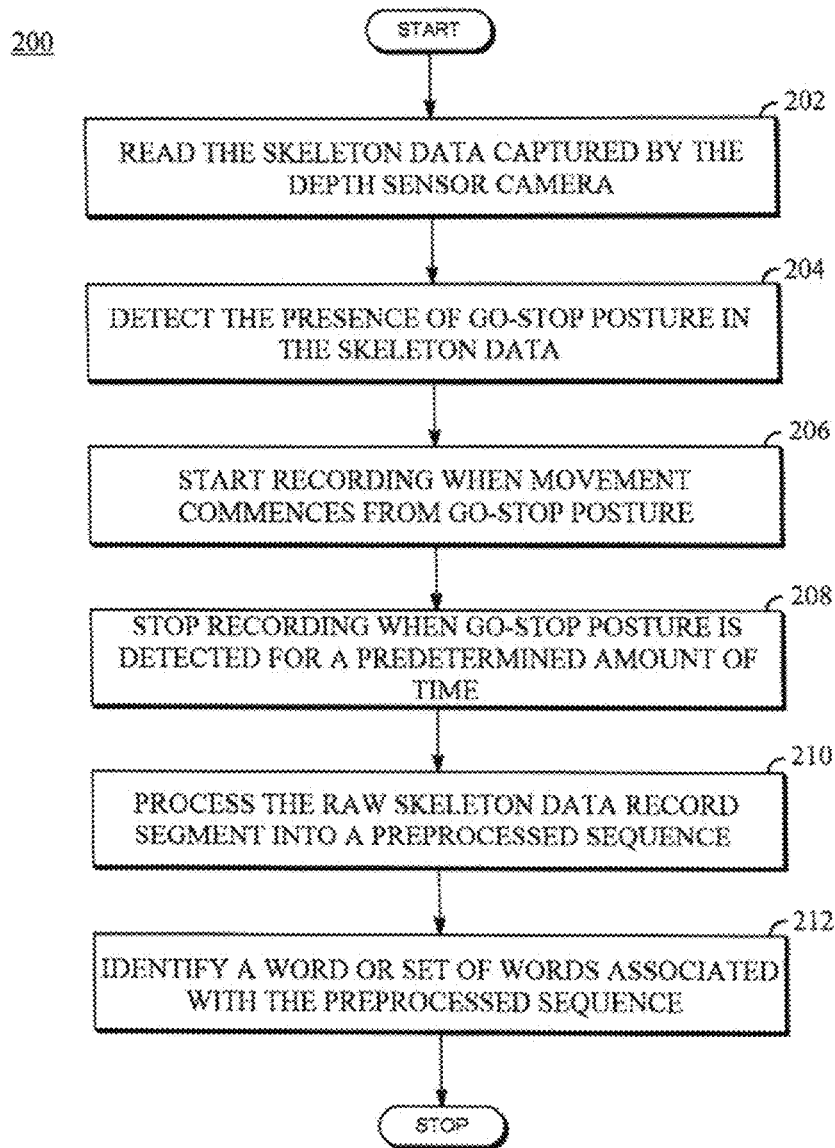 200
START
202
READ THE SKELETON DATA CAPTURED BY THE
DEPTH SENSOR CAMERA
204
DETECT THE PRESENCE OF GO-STOP POSTURE IN
THE SKELETON DATA
206
START RECORDING WHEN MOVEMENT
COMMENCES FROM GO-STOP POSTURE
208
STOP RECORDING WHEN GO-STOP POSTURE IS
DETECTED FOR A PREDETERMINED AMOUNT OF
TIME
210
PROCESS THE RAW SKELETON DATA RECORD
SEGMENT INTO A PREPROCESSED SEQUENCE
212
IDENTIFY A WORD OR SET OF WORDS ASSOCIATED
WITH THE PREPROCESSED SEQUENCE
STOP